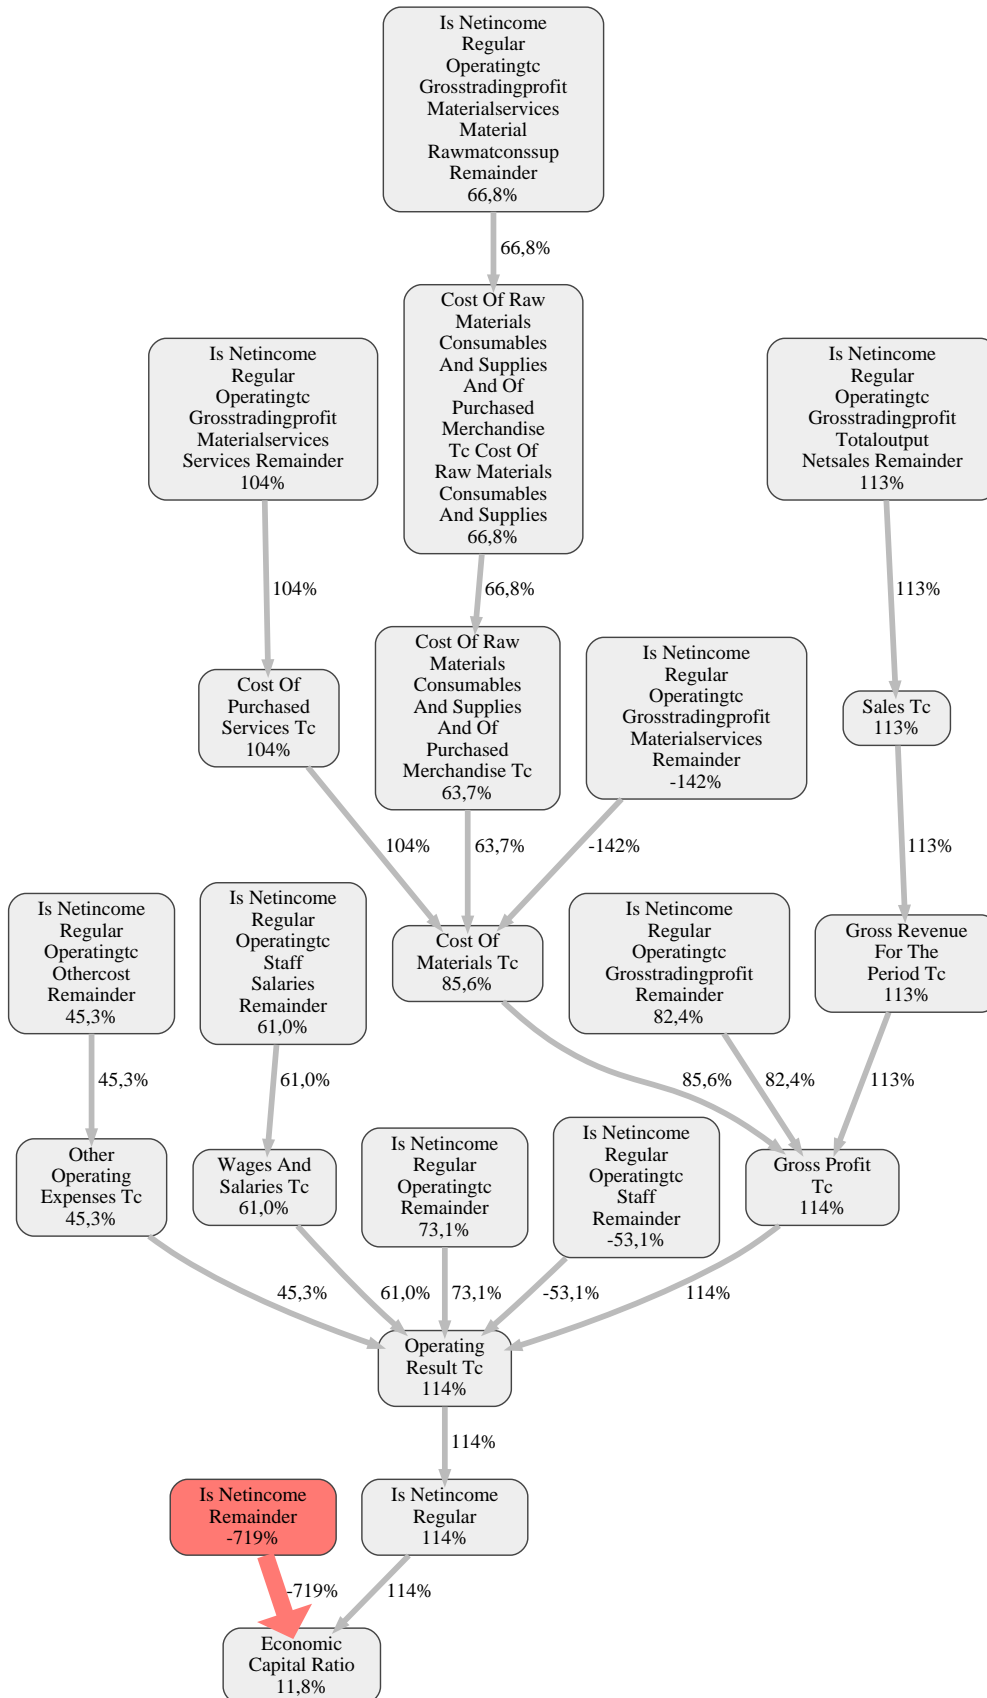 Is Netincome
Regular
Operatingtc
Grosstradingprofit
Materialservices
Material
Rawmatconssup
Remainder
66,8%
66,8%
Cost Of Raw
Materials
Consumables
And Supplies
And Of
Purchased
Merchandise
Tc Cost Of
Raw Materials
Consumables
And Supplies
66,8%
Is Netincome
Regular
Operatingtc
Grosstradingprofit
Materialservices
Services Remainder
104%
Is Netincome
Regular
Operatingtc
Grosstradingprofit
Totaloutput
Netsales Remainder
113%
104%
66,8%
113%
Cost Of
Purchased
Services Tc
104%
Cost Of Raw
Materials
Consumables
And Supplies
And Of
Purchased
Merchandise Tc
63,7%
Is Netincome
Regular
Operatingtc
Grosstradingprofit
Materialservices
Remainder
-142%
Sales Tc
113%
104%
63,7%
-142%
113%
Is Netincome
Regular
Operatingtc
Othercost
Remainder
45,3%
Is Netincome
Regular
Operatingtc
Staff
Salaries
Remainder
61,0%
Cost Of
Materials Tc
85,6%
Is Netincome
Regular
Operatingtc
Grosstradingprofit
Remainder
82,4%
Gross Revenue
For The
Period Tc
113%
45,3%
61,0%
85,6%
82,4%
113%
Other
Operating
Expenses Tc
45,3%
Wages And
Salaries Tc
61,0%
Is Netincome
Regular
Operatingtc
Remainder
73,1%
Is Netincome
Regular
Operatingtc
Staff
Remainder
-53,1%
Gross Profit
Tc
114%
45,3%
61,0%
73,1%
-53,1%
114%
Operating
Result Tc
114%
114%
Is Netincome
Remainder
-719%
Is Netincome
Regular
114%
-719%
114%
Economic
Capital Ratio
11,8%